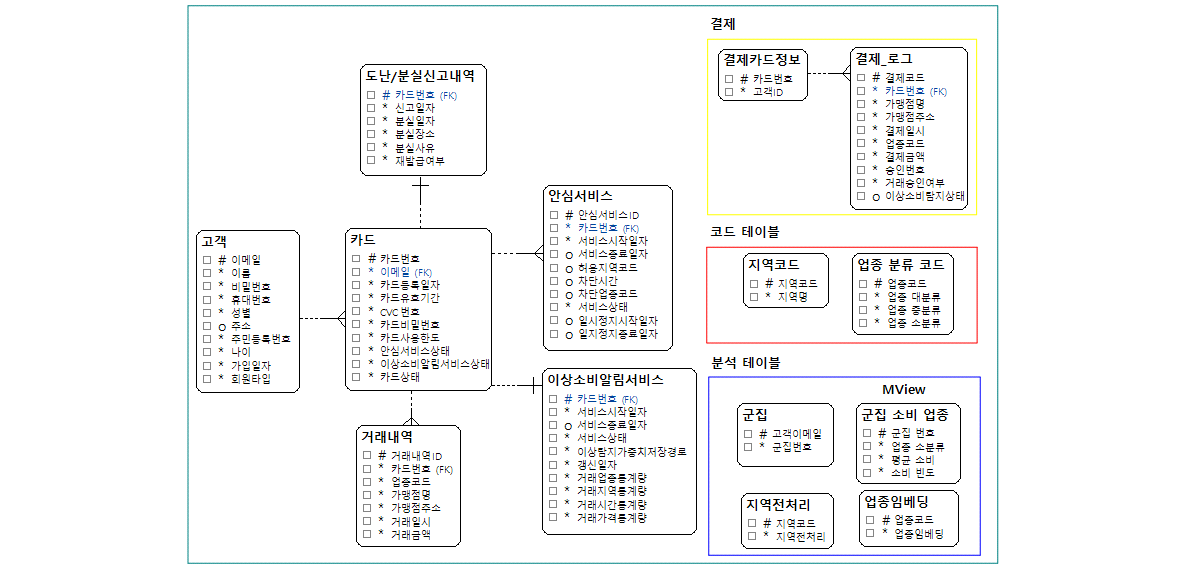 도난/분실신고내역
# 카드번호 (FK)
* 신고일자
* 분실일자
* 분실장소
* 분실사유
* 재발급여부
고객
# 이메일
* 이름
* 비밀번호
* 휴대번호
* 성별
o 주소
* 주민등록번호
* 나이
* 가입일자
* 회원타입
카드
# 카드번호
* 이메일 (FK)
* 카드등록일자
* 카드유효기간
* CVC번호
* 카드비밀번호
* 카드사용한도
* 안심서비스상태
* 이상소비알림서비스상태
* 카드상태
거래내역
# 거래내역ID
* 카드번호 (FK)
* 업종코드
* 가맹점명
* 가맹점주소
* 거래일시
* 거래금액
안심서비스
# 안심서비스ID
* 카드번호 (FK)
* 서비스시작일자
o 서비스종료일자
o 허용지역코드
o 차단시간
o 차단업종코드
* 서비스상태
o 일시정지시작일자
o 일지정지종료일자
이상소비알림서비스
# 카드번호 (FK)
* 서비스시작일자
o 서비스종료일자
* 서비스상태
* 이상탐지가중치저장경로
* 갱신일자
* 거래업종통계량
* 거래지역통계량
* 거래시간통계량
* 거래가격통계량
결제
결제카드정보
# 카드번호
* 고객ID
결제_로그
# 결제코드
* 카드번호 (FK)
* 가맹점명
* 가맹점주소
* 결제일시
* 업종코드
* 결제금액
* 승인번호
* 거래승인여부
o 이상소비탐지상태
코드 테이블
지역코드
# 지역코드
* 지역명
업종 분류 코드
# 업종코드
* 업종 대분류
* 업종 중분류
* 업종 소분류
분석 테이블
MView
군집
# 고객이메일
* 군집번호
군집 소비 업종
# 군집 번호
* 업종 소분류
* 평균 소비
* 소비 빈도
지역전처리
# 지역코드
* 지역전처리
업종임베딩
# 업종코드
* 업종임베딩